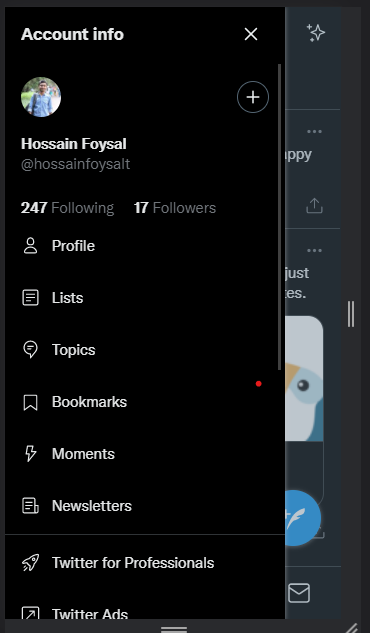 Account info
Hossain Foysal
@hossainfoysalt
247 Following 17 Followers
Profile
Lists
Topics
Bookmarks
Moments
Newsletters
Twitter for Professionals
Twitter Ads
just